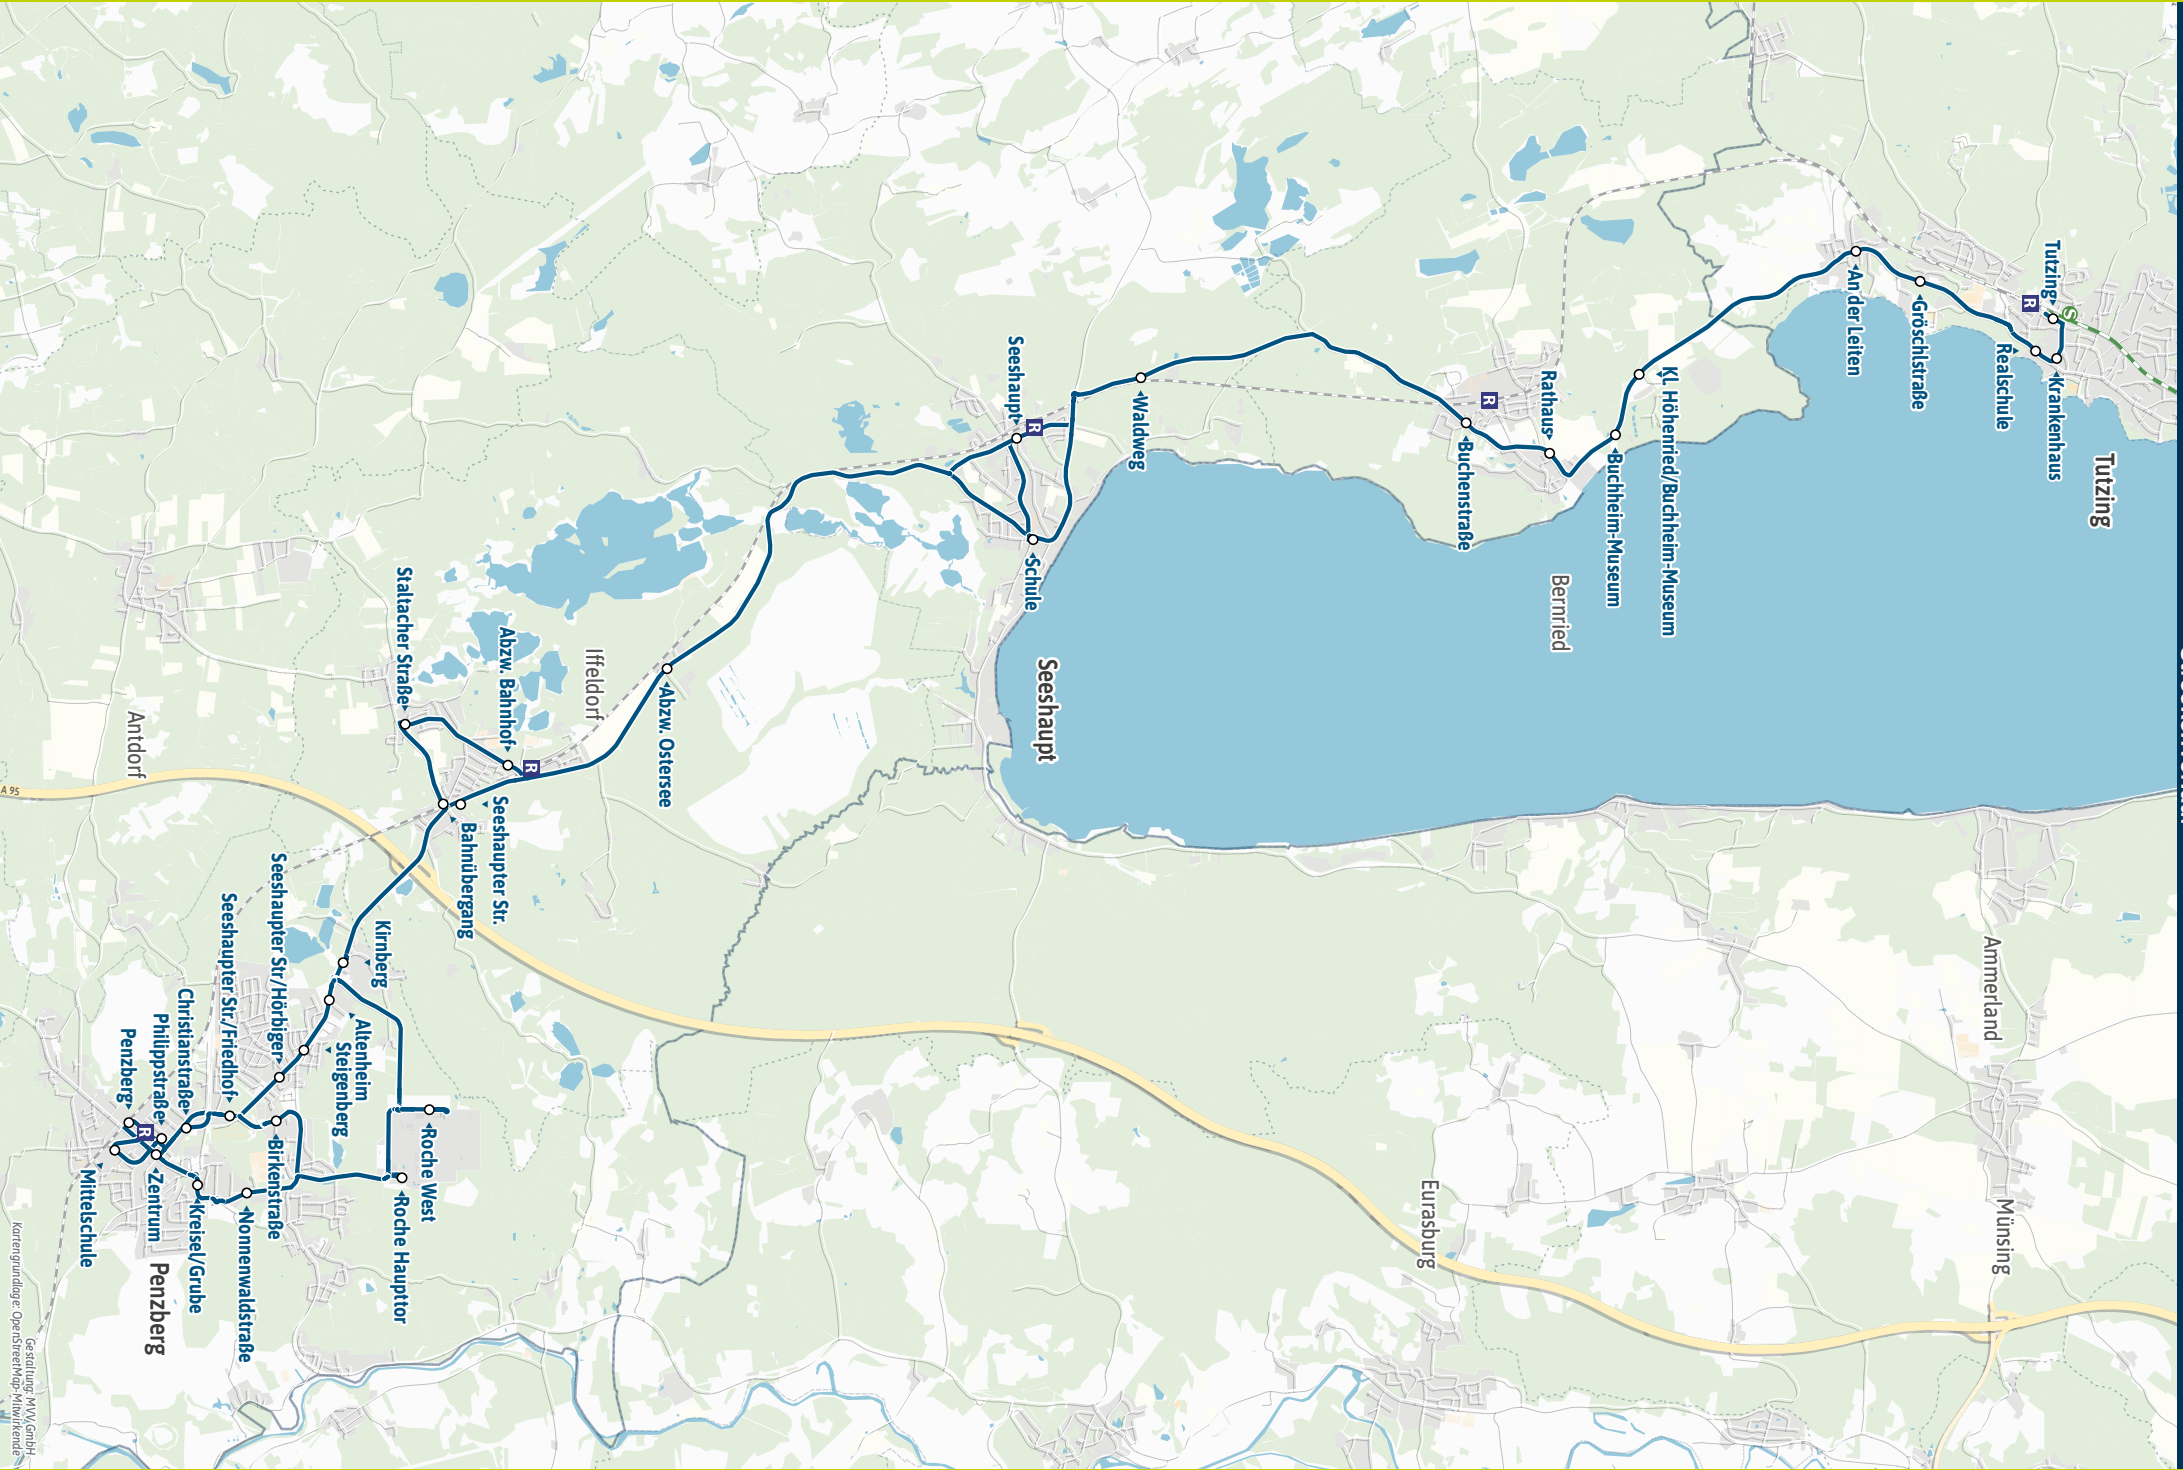 Tutzing
Tutzing
R
S
Krankenhaus
Realschule
Gröschlstraße
An der Leiten
Kl. Höhenried/Buchheim-Museum
Buchheim-Museum
Bernried
Rathaus
R
Buchenstraße
Waldweg
Seeshaupt
Seeshaupt
R
Schule
Abzw. Ostersee
Iffeldorf
Abzw. Bahnhof
R
Staltacher Straße
Seeshaupter Str.
Bahnübergang
Antdorf
A 95
Kirnberg
Altenheim
Steigenberg
Roche West
Roche Haupttor
Seeshaupter Str/Hörbiger
Seeshaupter Str./Friedhof
Birkenstraße
Nonnenwaldstraße
Kreisel/Grube
Christianstraße
Philippstraße
Penzberg
R
Zentrum
Mittelschule
Penzberg
Ammerland
Münsing
Eurasburg
Gestaltung: MVV GmbH
Kartengrundlage: OpenStreetMap-Mitwirkende